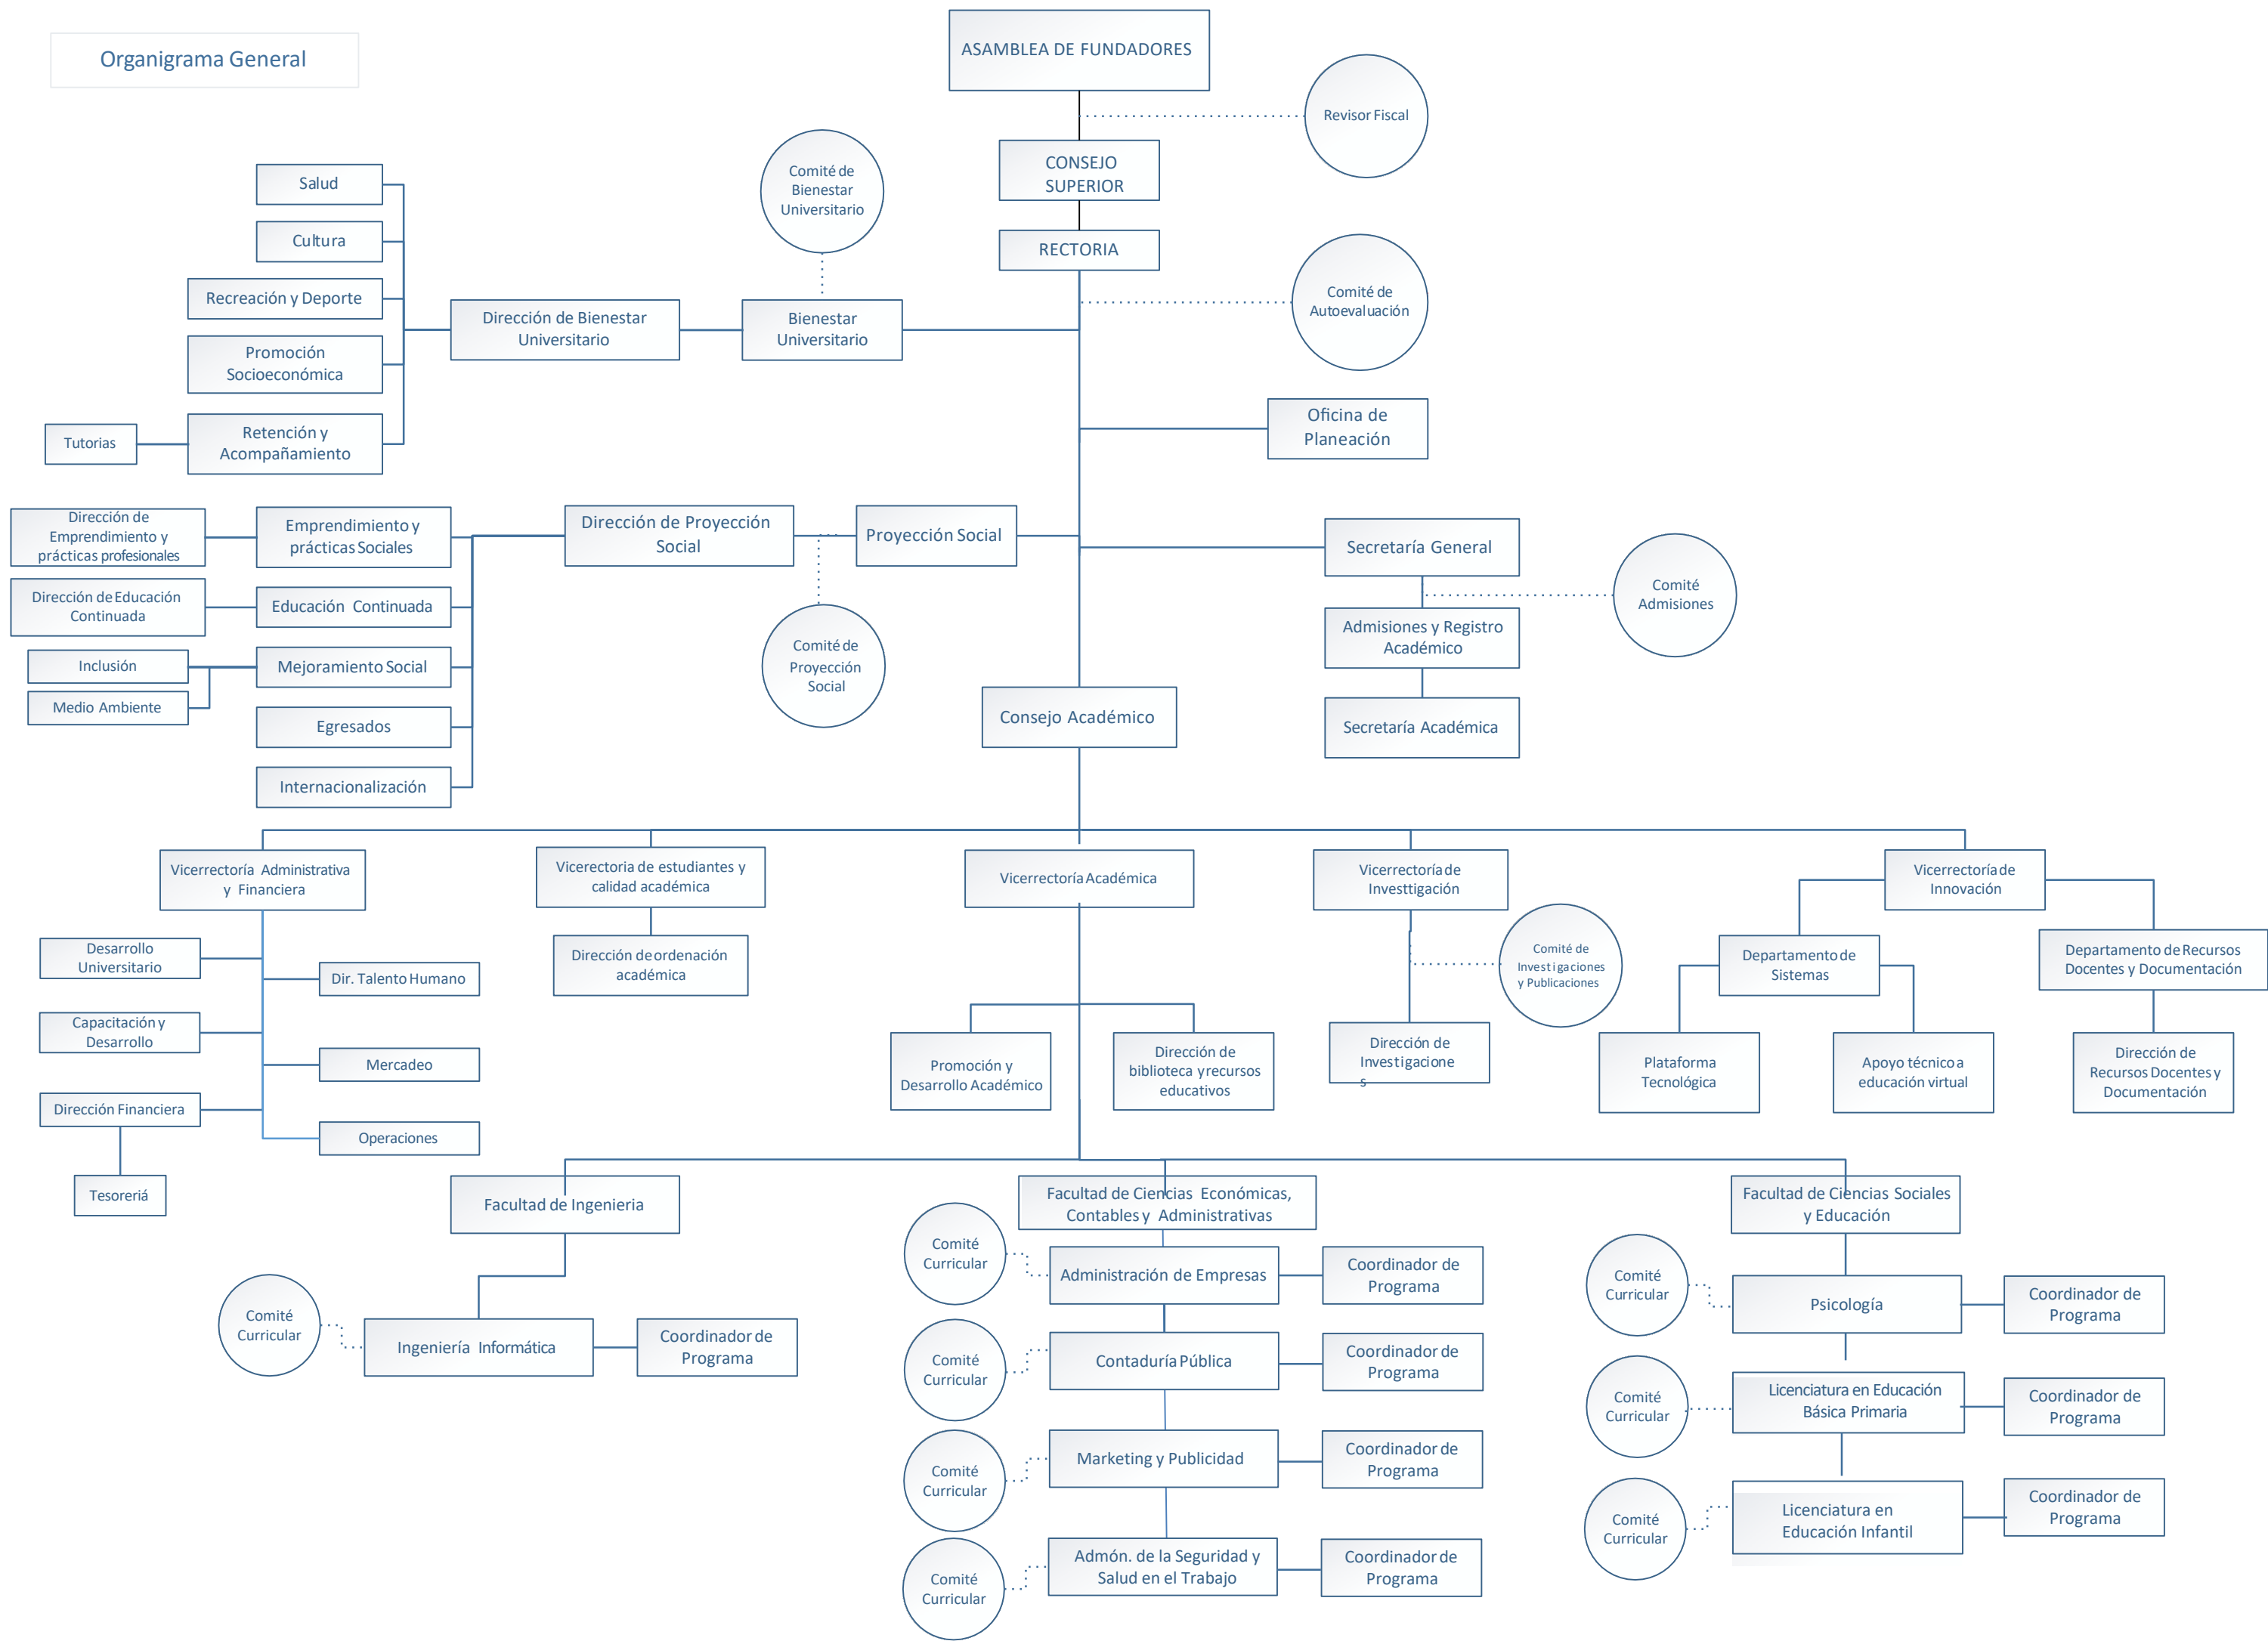 Organigrama General
ASAMBLEA DE FUNDADORES
Revisor Fiscal
CONSEJO
SUPERIOR
RECTORIA
Comité de
Bienestar
Universitario
Comité de
Autoevaluación
Salud
Cultura
Recreación y Deporte
Promoción
Socioeconómica
Retención y
Acompañamiento
Tutorias
Dirección de Bienestar
Universitario
Bienestar
Universitario
Oficina de
Planeación
Dirección de
Emprendimiento y
prácticas profesionales
Emprendimiento y
prácticas Sociales
Dirección de Proyección
Social
Proyección Social
Secretaría General
Comité
Admisiones
Dirección de Educación
Continuada
Educación Continuada
Admisiones y Registro
Académico
Inclusión
Medio Ambiente
Mejoramiento Social
Comité de
Proyección
Social
Egresados
Consejo Académico
Secretaría Académica
Internacionalización
Vicerrectoría Administrativa
y Financiera
Vicerectoria de estudiantes y
calidad académica
Vicerrectoría Académica
Vicerrectoría de
Investtigación
Vicerrectoría de
Innovación
Desarrollo
Universitario
Dir. Talento Humano
Capacitación y
Desarrollo
Mercadeo
Dirección Financiera
Operaciones
Tesoreriá
Dirección de ordenación
académica
Promoción y
Desarrollo Académico
Dirección de
biblioteca y recursos
educativos
Comité de
Investigaciones
y Publicaciones
Dirección de
Investigacione
s
Departamento de
Sistemas
Departamento de Recursos
Docentes y Documentación
Plataforma
Tecnológica
Apoyo técnico a
educación virtual
Dirección de
Recursos Docentes y
Documentación
Facultad de Ingenieria
Comité
Curricular
Ingeniería Informática
Coordinador de
Programa
Facultad de Ciencias Económicas,
Contables y Administrativas
Comité
Curricular
Administración de Empresas
Coordinador de
Programa
Comité
Curricular
Contaduría Pública
Coordinador de
Programa
Comité
Curricular
Marketing y Publicidad
Coordinador de
Programa
Comité
Curricular
Admón. de la Seguridad y
Salud en el Trabajo
Coordinador de
Programa
Facultad de Ciencias Sociales
y Educación
Comité
Curricular
Psicología
Coordinador de
Programa
Comité
Curricular
Licenciatura en Educación
Básica Primaria
Coordinador de
Programa
Comité
Curricular
Licenciatura en
Educación Infantil
Coordinador de
Programa